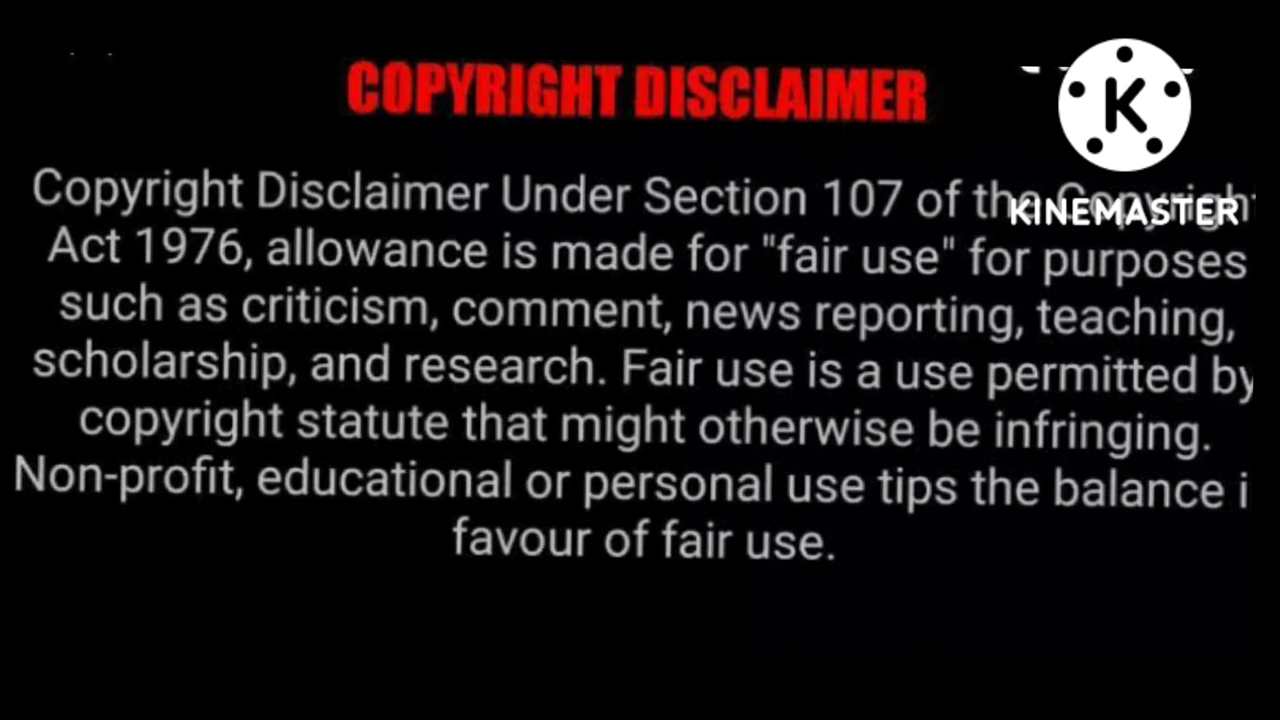 COPYRIGHT DISCLAIMER
Copyright Disclaimer Under Section 107 of the Copyright
Act 1976, allowance is made for "fair use" for purposes
such as criticism, comment, news reporting, teaching,
scholarship, and research. Fair use is a use permitted by
copyright statute that might otherwise be infringing.
Non-profit, educational or personal use tips the balance i
favour of fair use.
K
KINEMASTER